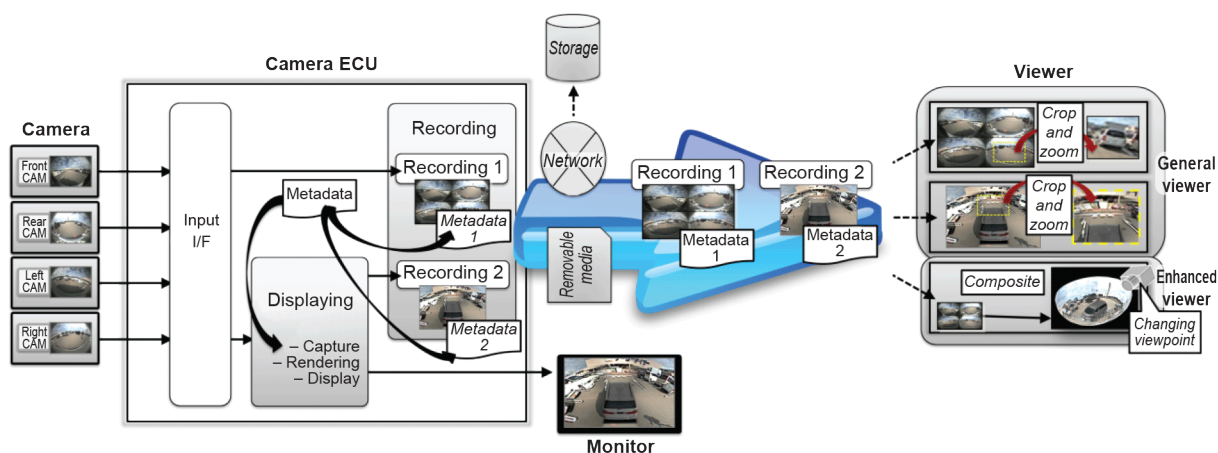 Camera
Front
CAM
Rear
CAM
Left
CAM
Right
CAM
Camera ECU
Input
I/F
Metadata
Displaying
– Capture
– Rendering
– Display
Recording
Recording 1
Metadata
1
Recording 2
Metadata
2
Storage
Network
Removable
media
Monitor
Recording 1
Metadata
1
Recording 2
Metadata
2
Viewer
Crop
and
zoom
Crop
and
zoom
General
viewer
Composite
Changing
viewpoint
Enhanced
viewer